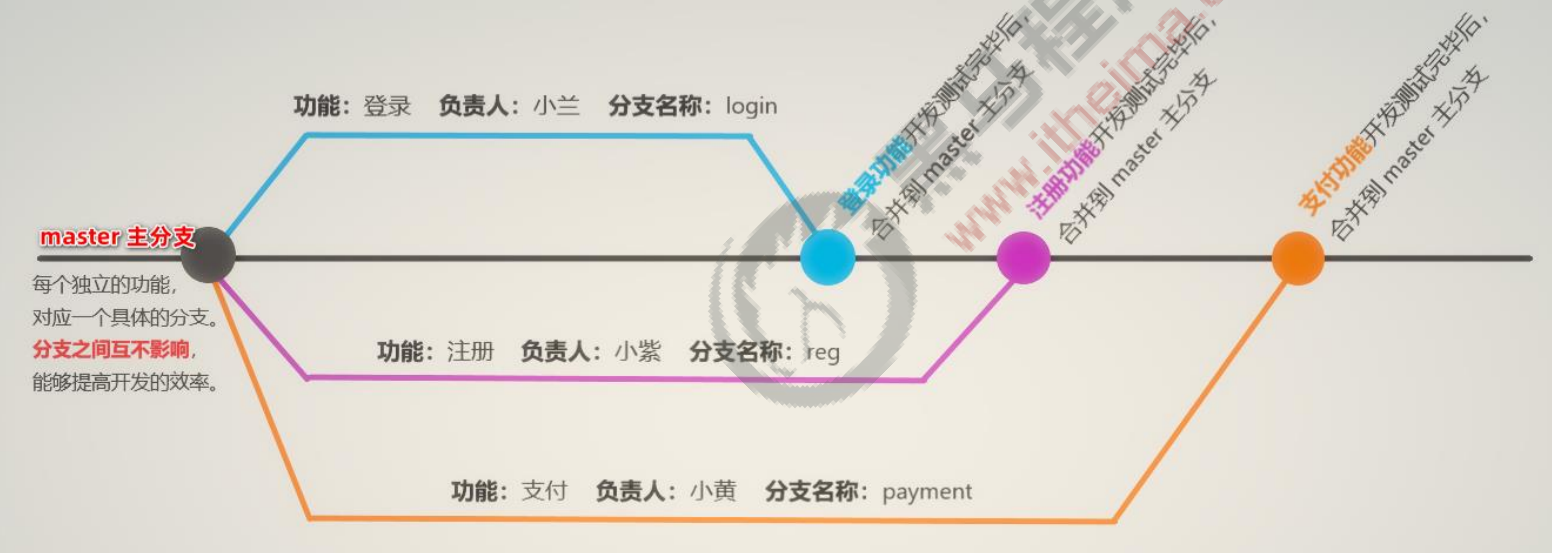 功能：登录 负责人：小兰 分支名称：login
master 主分支
每个独立的功能，
对应一个具体的分支。
分支之间互不影响，
能够提高开发的效率。
登录功能开发测试完毕后，
合并到 master 主分支
注册功能开发测试完毕后，
合并到 master 主分支
支付功能开发测试完毕后，
合并到 master 主分支
功能：注册 负责人：小紫 分支名称：reg
功能：支付 负责人：小黄 分支名称：payment
黑马程
www.itheima.